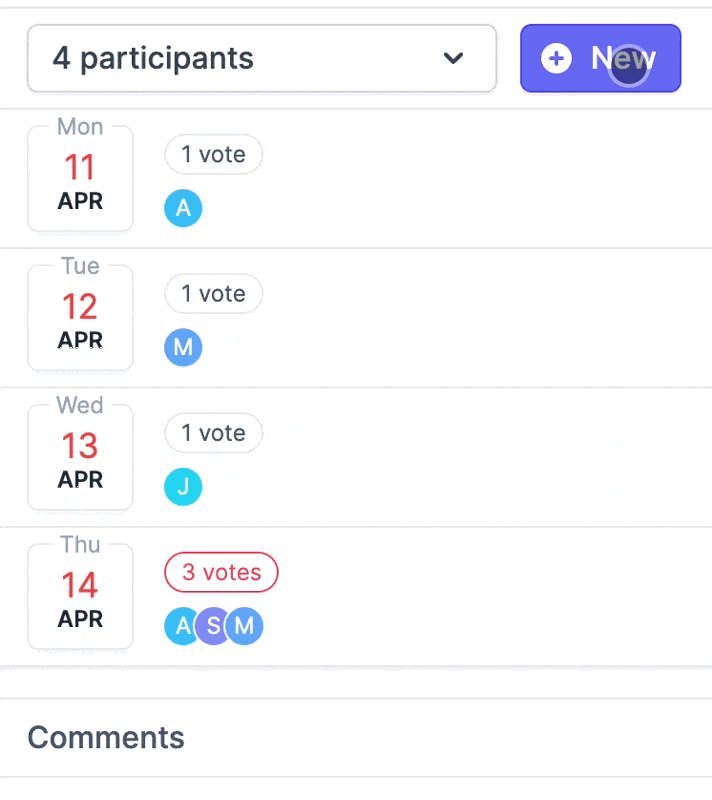 4 participants
New
Mon
11
APR
1 vote
A
Tue
12
APR
1 vote
M
Wed
13
APR
1 vote
J
Thu
14
APR
3 votes
A S M
Comments